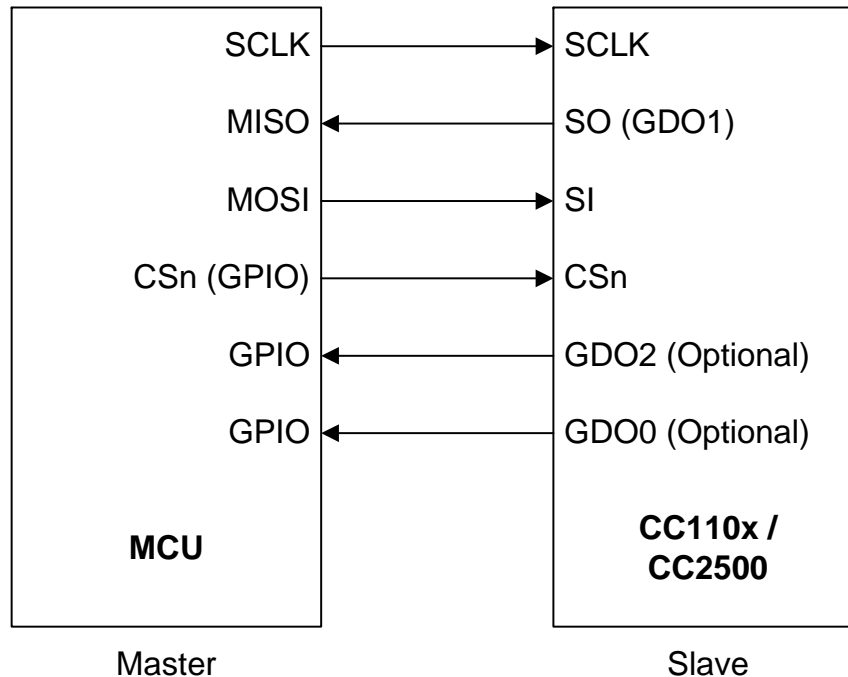 SCLK SCLK
MISO SO (GDO1)
MOSI SI
CSn (GPIO) CSn
GPIO GDO2 (Optional)
GPIO GDO0 (Optional)
MCU
CC110x /
CC2500
Master Slave